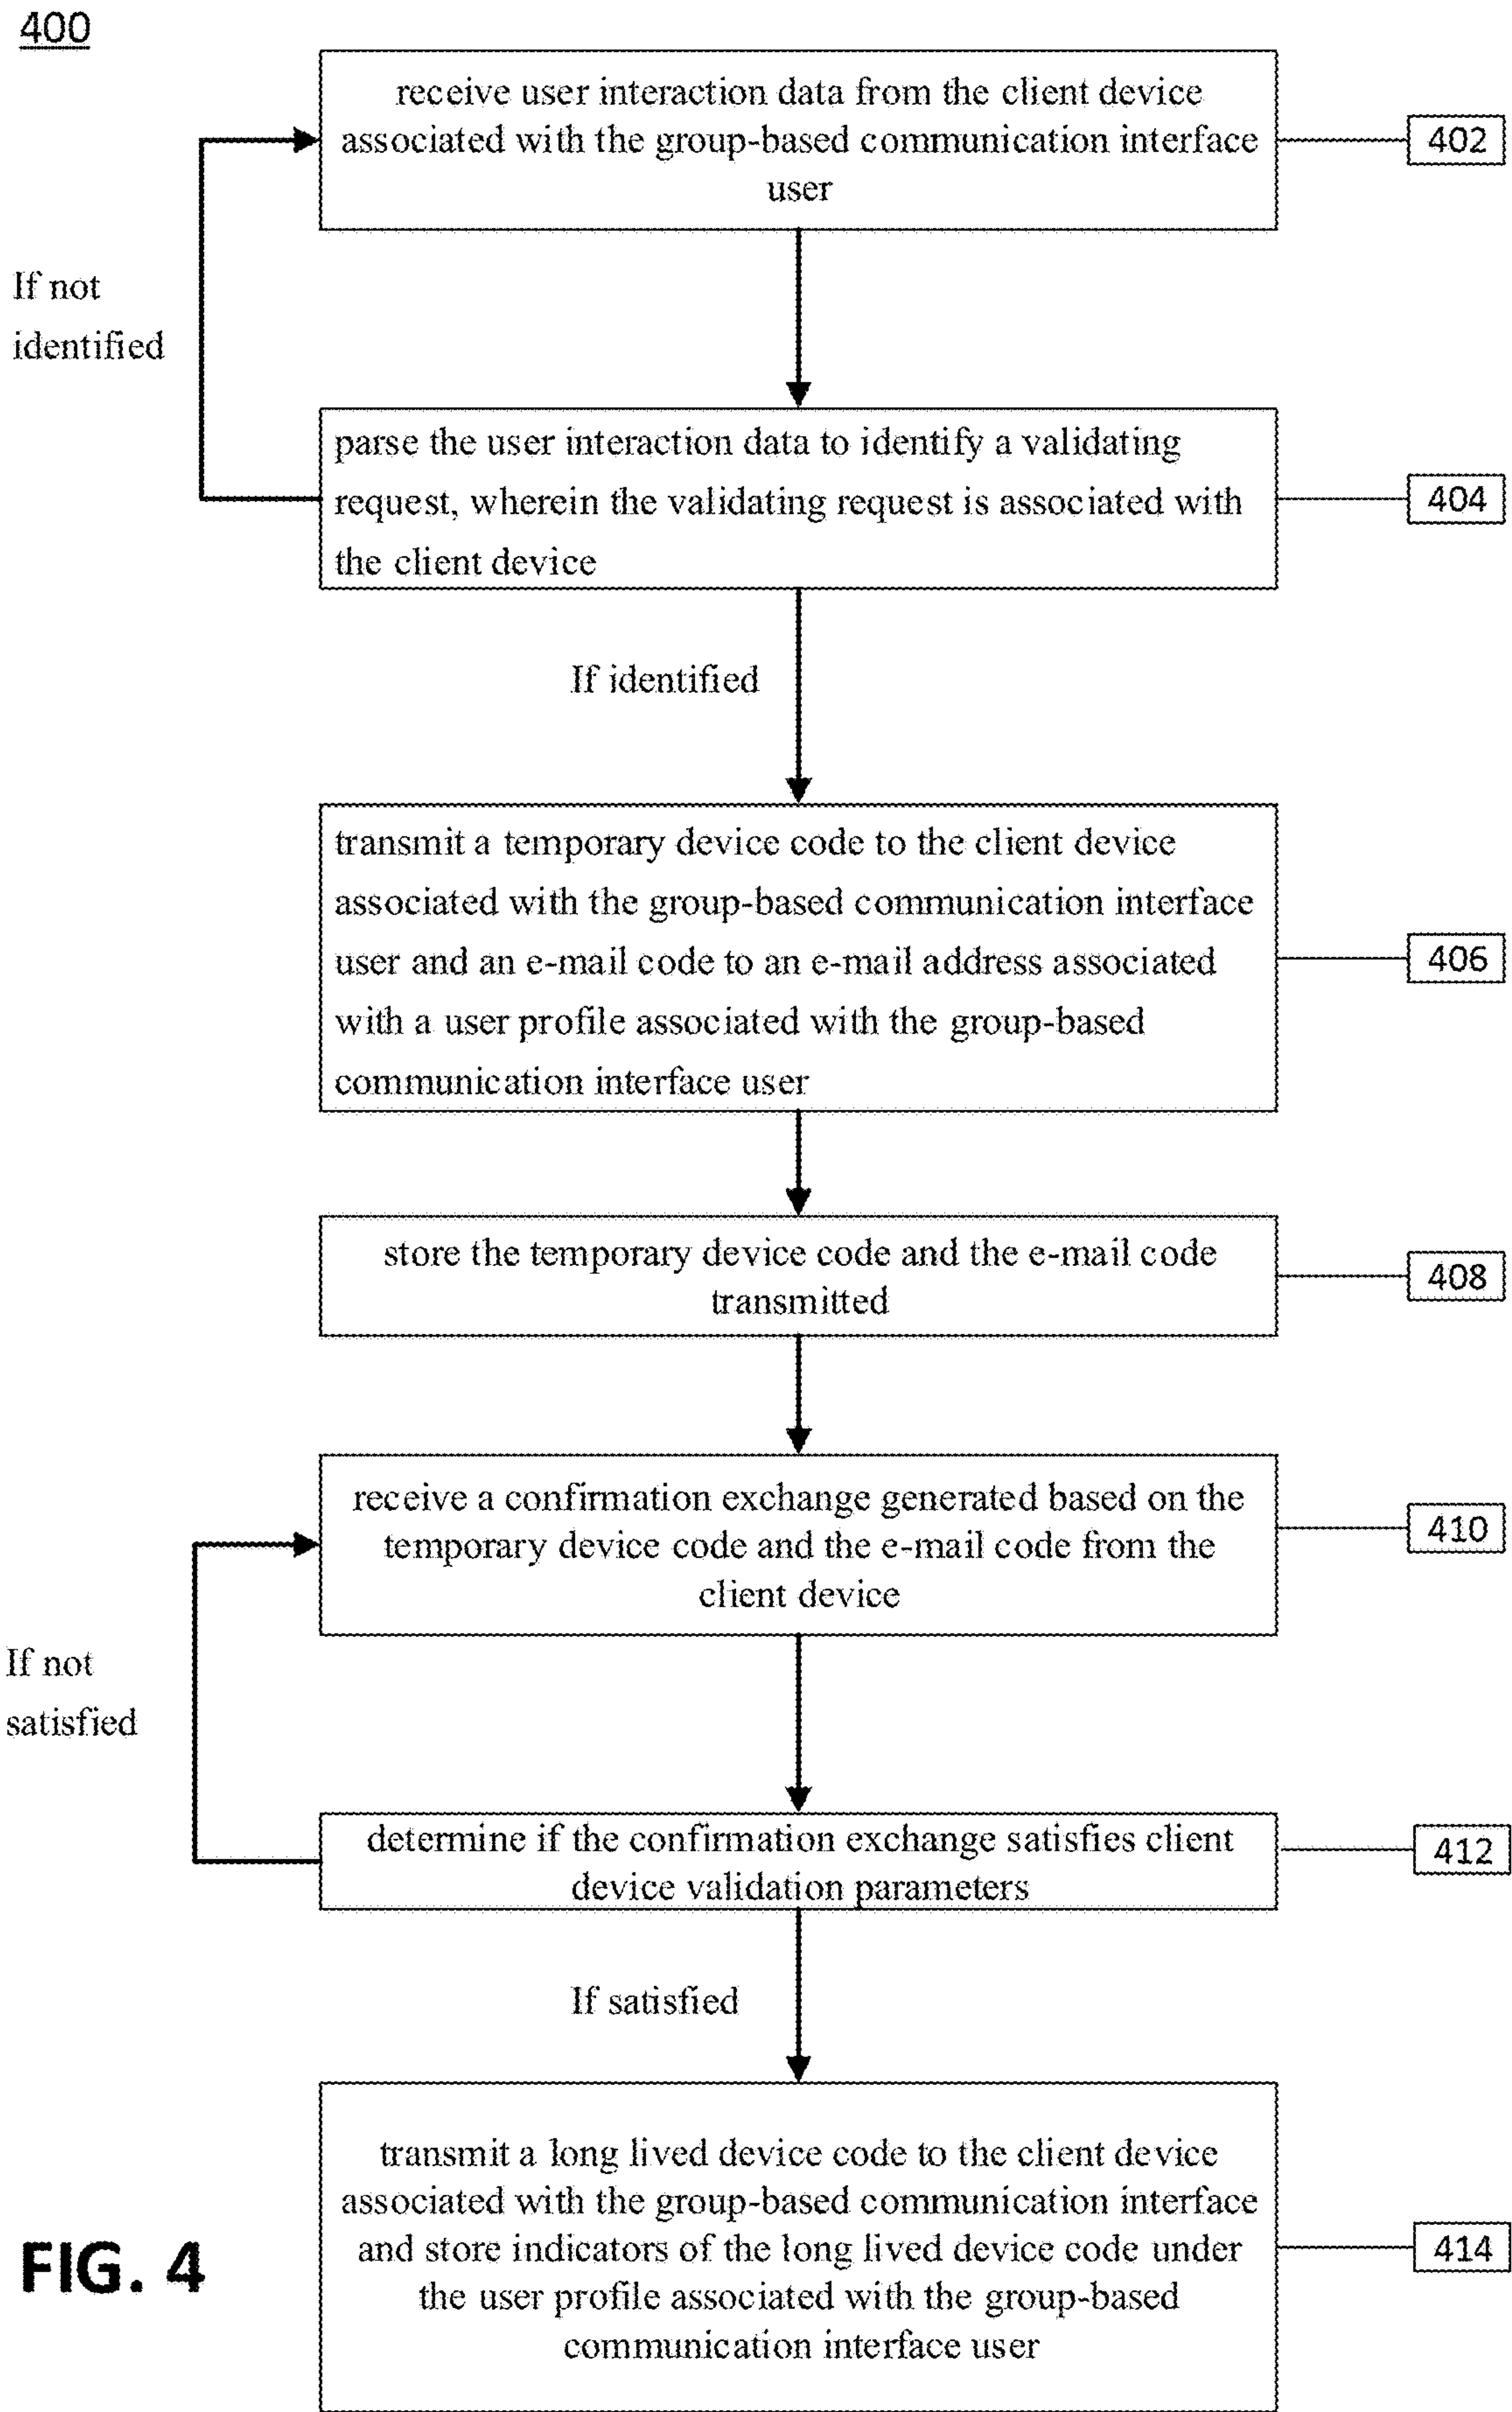 400
receive user interaction data from the client device
associated with the group-based communication interface
user
402
If not
identified
parse the user interaction data to identify a validating
request, wherein the validating request is associated with
the client device
404
If identified
transmit a temporary device code to the client device
associated with the group-based communication interface
user and an e-mail code to an e-mail address associated
with a user profile associated with the group-based
communication interface user
406
store the temporary device code and the e-mail code
transmitted
408
receive a confirmation exchange generated based on the
temporary device code and the e-mail code from the
client device
410
If not
satisfied
determine if the confirmation exchange satisfies client
device validation parameters
412
If satisfied
transmit a long lived device code to the client device
associated with the group-based communication interface
and store indicators of the long lived device code under
the user profile associated with the group-based
communication interface user
414
FIG. 4